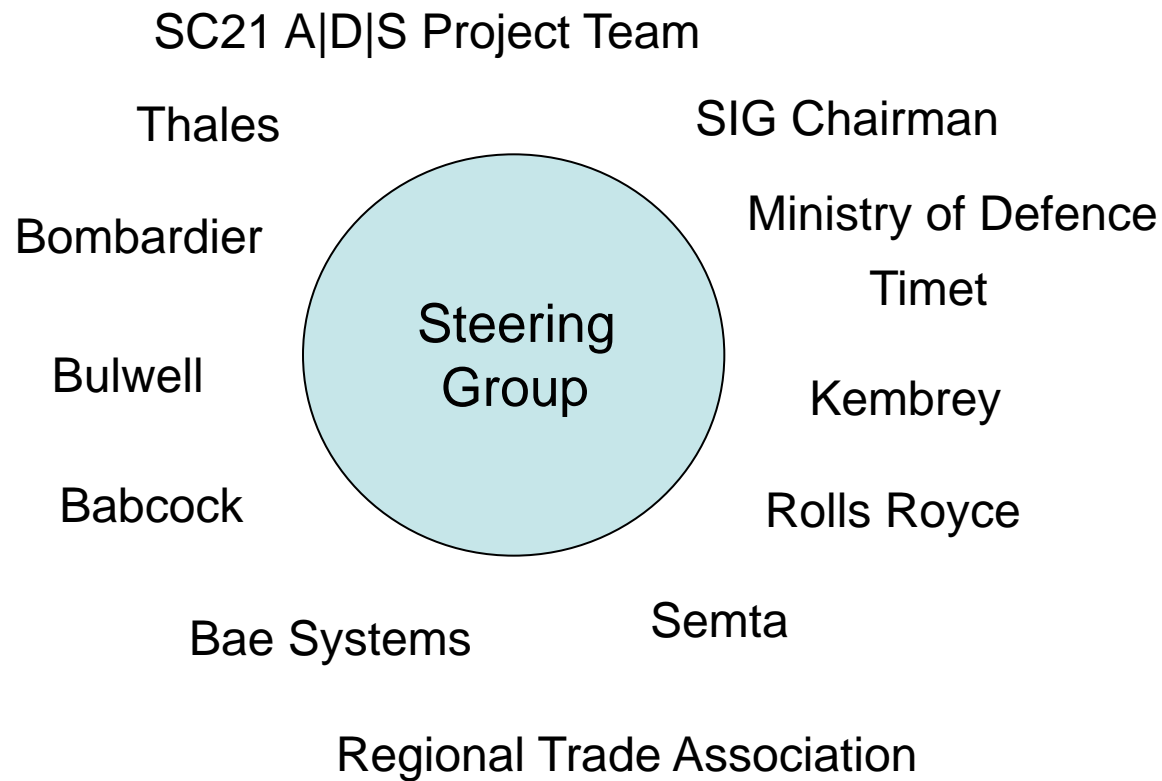 SC21 A|D|S Project Team
Thales
SIG Chairman
Bombardier
Ministry of Defence
Timet
Steering
Group
Bulwell
Kembrey
Babcock
Rolls Royce
Bae Systems
Semta
Regional Trade Association